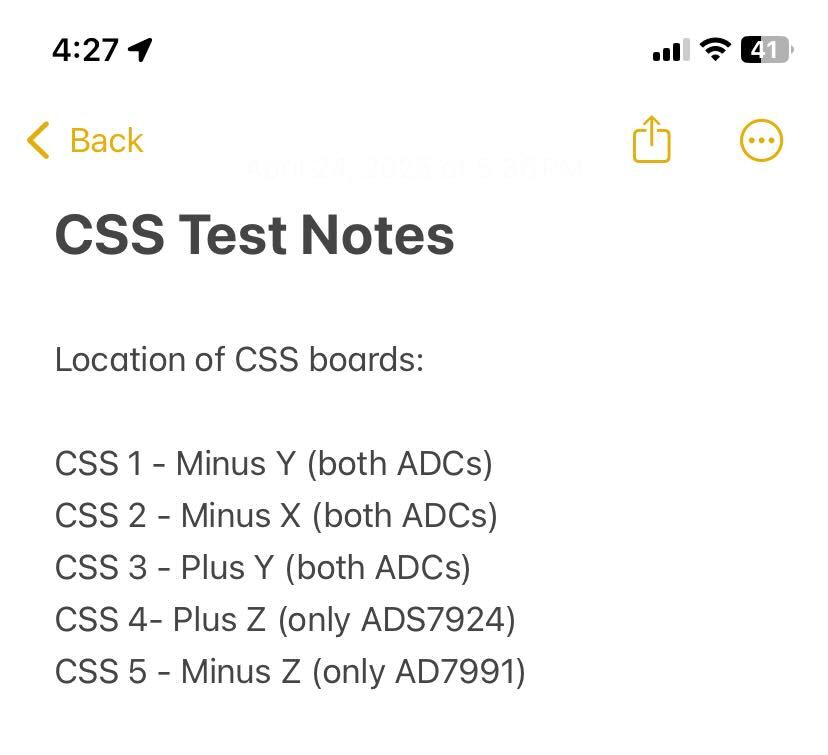 4:27
41
Back
April 24, 2025 at 5:36 PM
CSS Test Notes
Location of CSS boards:
CSS 1 - Minus Y (both ADCs)
CSS 2 - Minus X (both ADCs)
CSS 3 - Plus Y (both ADCs)
CSS 4- Plus Z (only ADS7924)
CSS 5 - Minus Z (only AD7991)